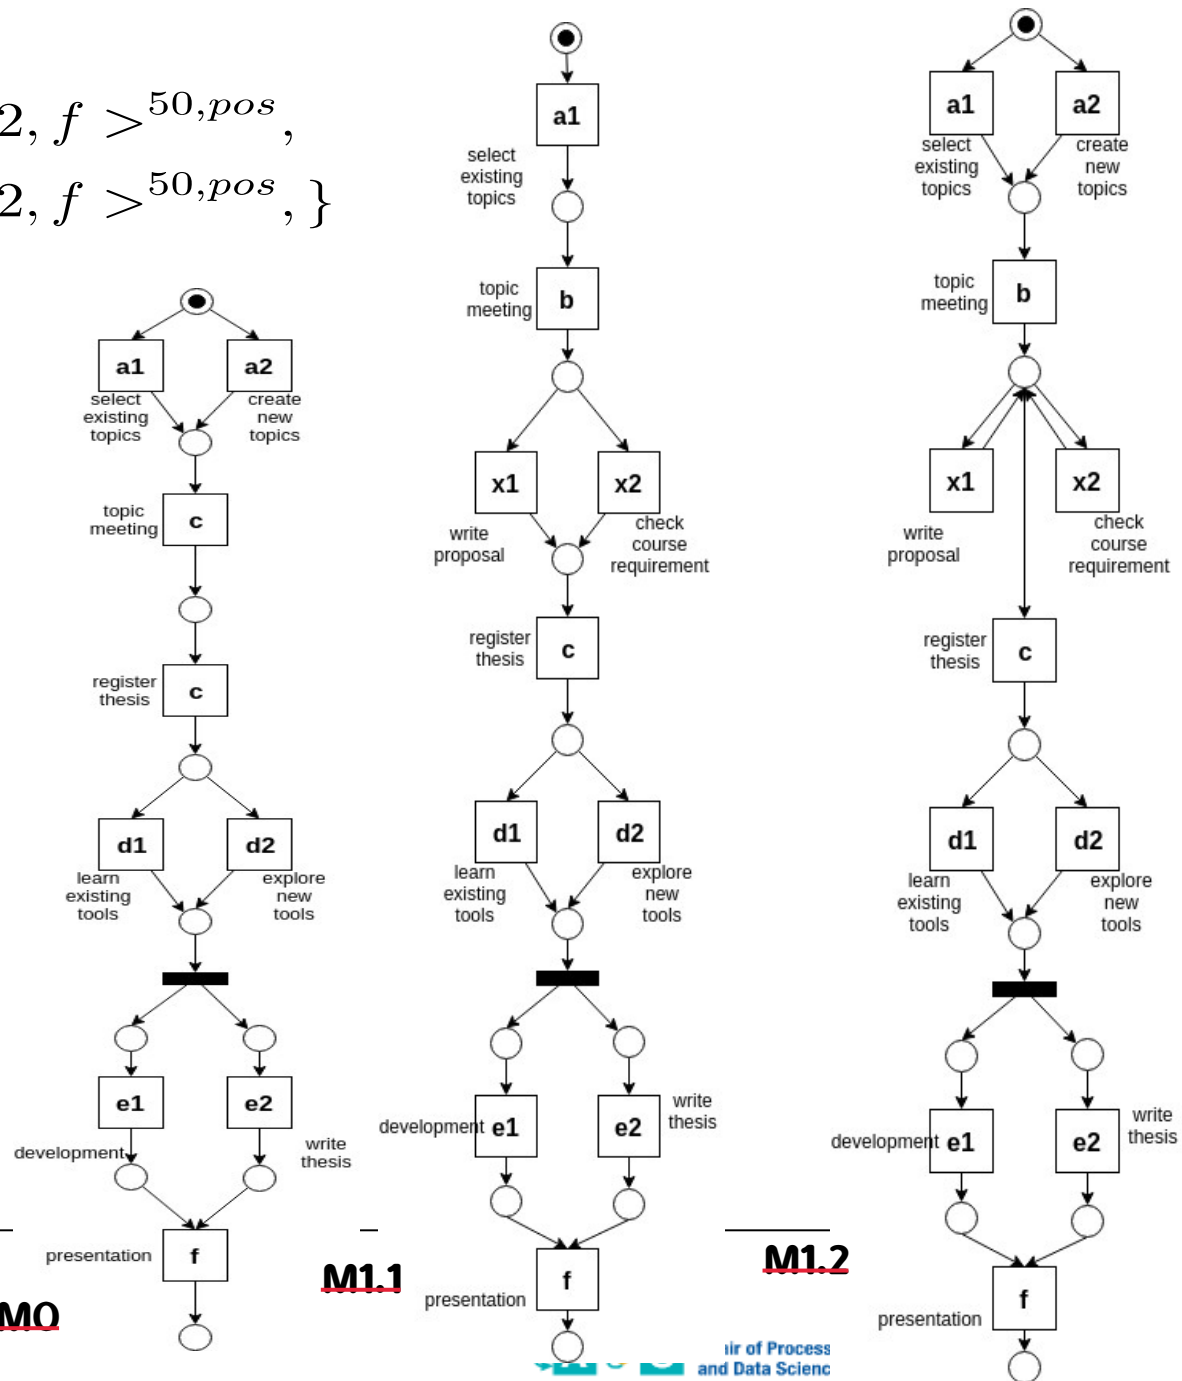 2, f >^{50,pos},
2, f >^{50,pos}, }
a1
a2
select
existing
topics
create
new
topics
topic
meeting
c
register
thesis
c
d1
d2
learn
existing
tools
explore
new
tools
e1
e2
development
write
thesis
presentation
f
M0
a1
select
existing
topics
topic
meeting
b
x1
x2
write
proposal
check
course
requirement
register
thesis
c
d1
d2
learn
existing
tools
explore
new
tools
development
e1
e2
write
thesis
f
presentation
M1.1
a1
a2
select
existing
topics
create
new
topics
topic
meeting
b
x1
x2
write
proposal
check
course
requirement
register
thesis
c
d1
d2
learn
existing
tools
explore
new
tools
development
e1
e2
write
thesis
f
presentation
M1.2
of Process
and Data